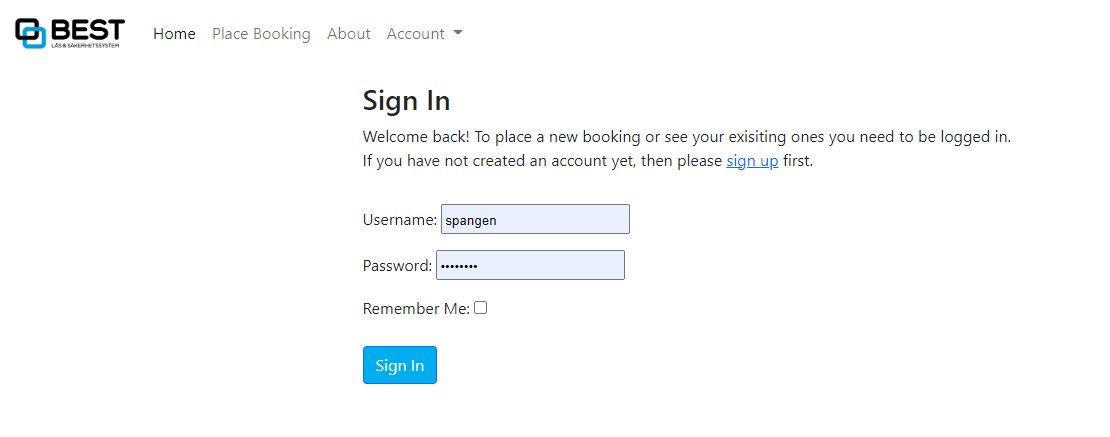 BEST
LÅS & SÄKERHETSSYSTEM
Home Place Booking About Account
Sign In
Welcome back! To place a new booking or see your exisiting ones you need to be logged in.
If you have not created an account yet, then please sign up first.
Username: spangen
Password: ••••••••
Remember Me:
Sign In